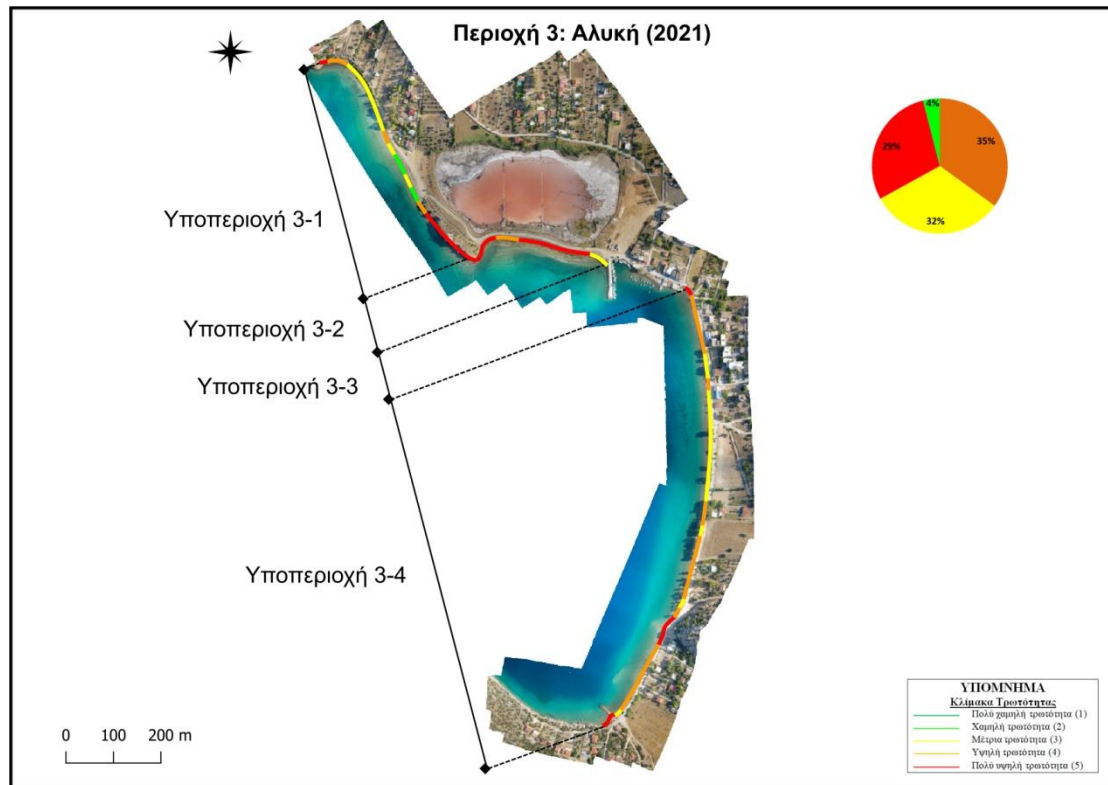 Περιοχή 3: Αλυκή (2021)
4%
35%
29%
32%
Υποπεριοχή 3-1
Υποπεριοχή 3-2
Υποπεριοχή 3-3
Υποπεριοχή 3-4
0 100 200 m
ΥΠΟΜΝΗΜΑ
Κλίμακα Τρωτότητας
Πολύ χαμηλή τρωτότητα (1)
Χαμηλή τρωτότητα (2)
Μέτρια τρωτότητα (3)
Υψηλή τρωτότητα (4)
Πολύ υψηλή τρωτότητα (5)